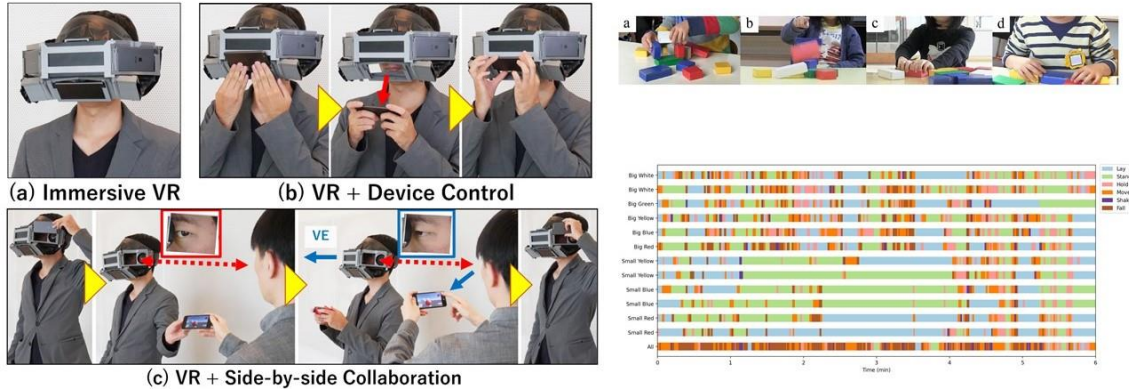 (a) Immersive VR
(b) VR + Device Control
VE
(c) VR + Side-by-side Collaboration
a
b
c
d
Lay
Stand
Hold
Move
Shake
Fall
Big White
Big White
Big Green
Big Yellow
Big Blue
Big Red
Small Yellow
Small Yellow
Small Blue
Small Blue
Small Red
Small Red
All
0 1 2 3 4 5 6
Time (min)